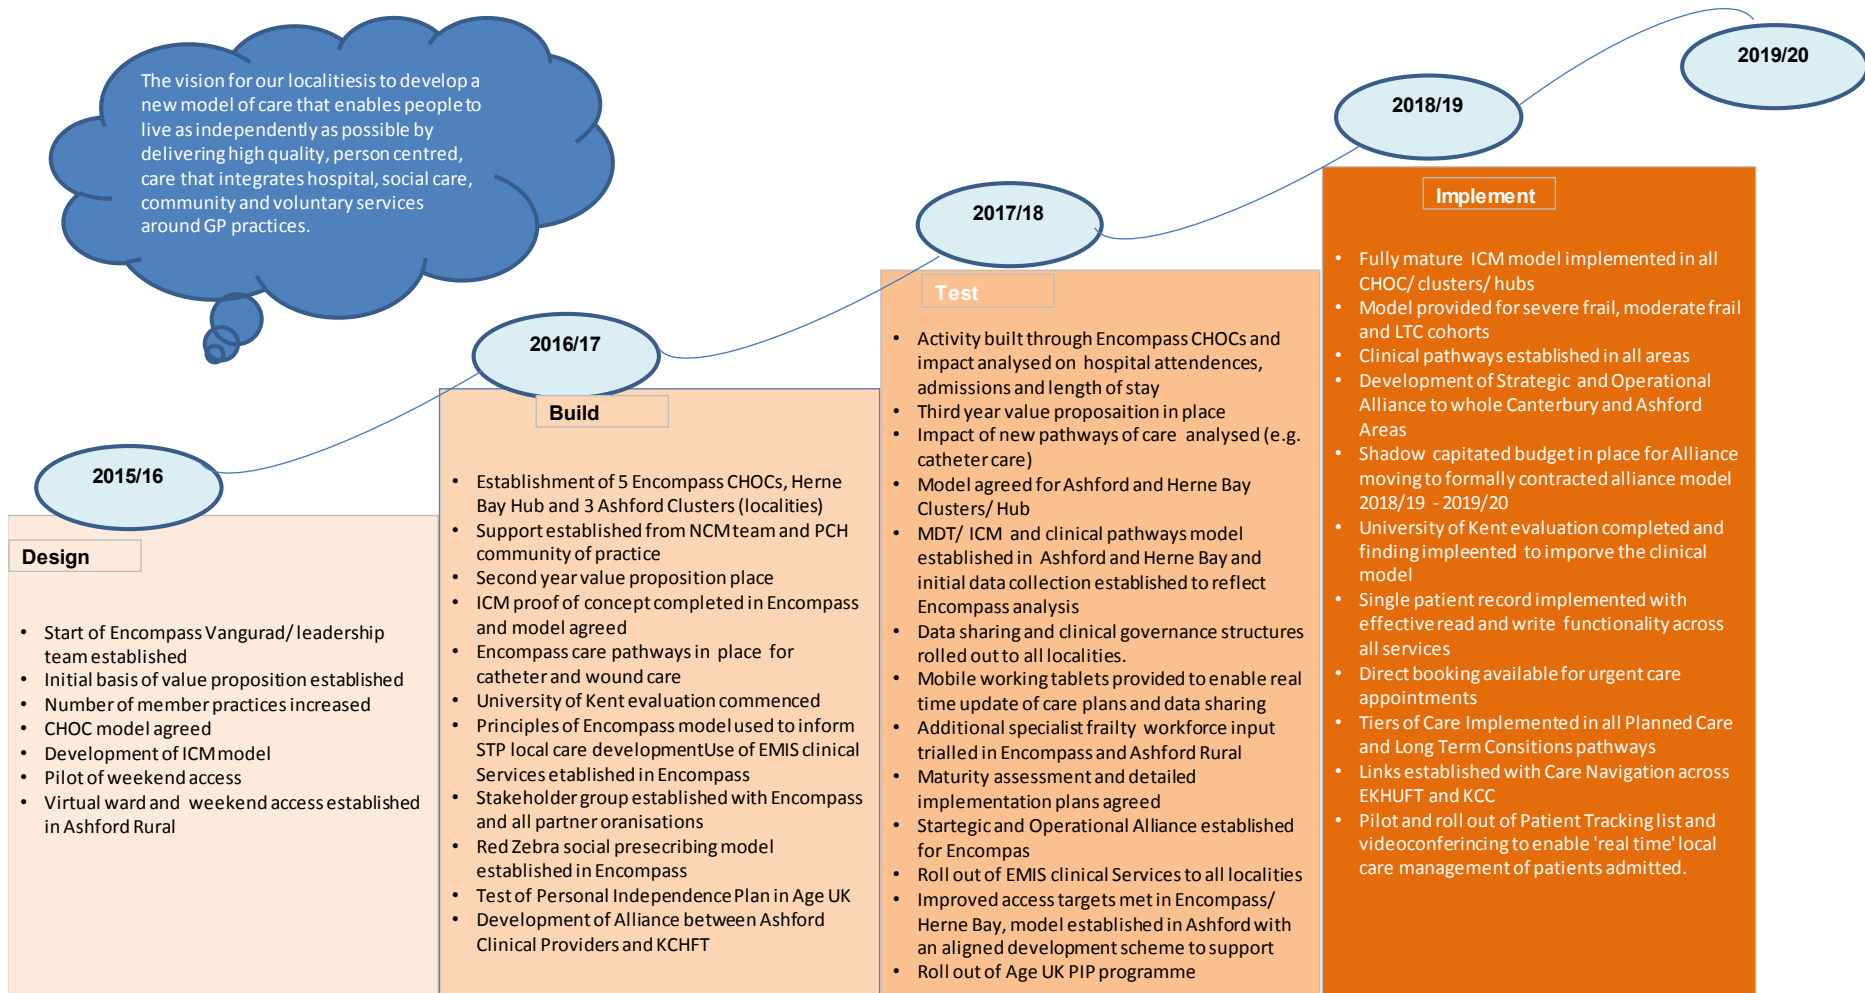 The vision for our localitiesis to develop a
new model of care that enables people to
live as independently as possible by
delivering high quality, person centred,
care that integrates hospital, social care,
community and voluntary services
around GP practices.
2015/16
Design
• Start of Encompass Vangurad/ leadership
team established
• Initial basis of value proposition established
• Number of member practices increased
• CHOC model agreed
• Development of ICM model
• Pilot of weekend access
• Virtual ward and weekend access established
in Ashford Rural
2016/17
Build
• Establishment of 5 Encompass CHOCs, Herne
Bay Hub and 3 Ashford Clusters (localities)
• Support established from NCM team and PCH
community of practice
• Second year value proposition place
• ICM proof of concept completed in Encompass
and model agreed
• Encompass care pathways in place for
catheter and wound care
• University of Kent evaluation commenced
• Principles of Encompass model used to inform
STP local care developmentUse of EMIS clinical
Services etablished in Encompass
• Stakeholder group established with Encompass
and all partner oranisations
• Red Zebra social presecribing model
established in Encompass
• Test of Personal Independence Plan in Age UK
• Development of Alliance between Ashford
Clinical Providers and KCHFT
2017/18
Test
• Activity built through Encompass CHOCs and
impact analysed on hospital attendences,
admissions and length of stay
• Third year value proposaition in place
• Impact of new pathways of care analysed (e.g.
catheter care)
• Model agreed for Ashford and Herne Bay
Clusters/ Hub
• MDT/ ICM and clinical pathways model
established in Ashford and Herne Bay and
initial data collection established to reflect
Encompass analysis
• Data sharing and clinical governance structures
rolled out to all localities.
• Mobile working tablets provided to enable real
time update of care plans and data sharing
• Additional specialist frailty workforce input
trialled in Encompass and Ashford Rural
• Maturity assessment and detailed
implementation plans agreed
• Startegic and Operational Alliance established
for Encompas
• Roll out of EMIS clinical Services to all localities
• Improved access targets met in Encompass/
Herne Bay, model established in Ashford with
an aligned development scheme to support
• Roll out of Age UK PIP programme
2018/19
Implement
• Fully mature ICM model implemented in all
CHOC/ clusters/ hubs
• Model provided for severe frail, moderate frail
and LTC cohorts
• Clinical pathways established in all areas
• Development of Strategic and Operational
Alliance to whole Canterbury and Ashford
Areas
• Shadow capitated budget in place for Alliance
moving to formally contracted alliance model
2018/19 - 2019/20
• University of Kent evaluation completed and
finding impleented to imporve the clinical
model
• Single patient record implemented with
effective read and write functionality across
all services
• Direct booking available for urgent care
appointments
• Tiers of Care Implemented in all Planned Care
and Long Term Consitions pathways
• Links established with Care Navigation across
EKHUFT and KCC
• Pilot and roll out of Patient Tracking list and
videoconferincing to enable 'real time' local
care management of patients admitted.
2019/20